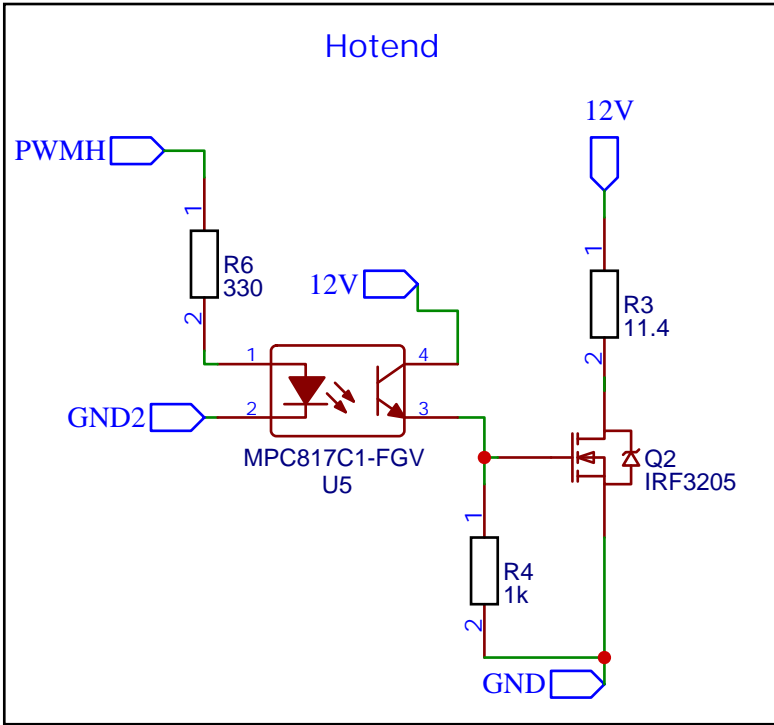 Hotend
12V
PWMH
1
R6
330
2
12V
1
R3
11.4
2
1
4
GND2
2
3
MPC817C1-FGV
U5
Q2
IRF3205
1
R4
1k
2
GND